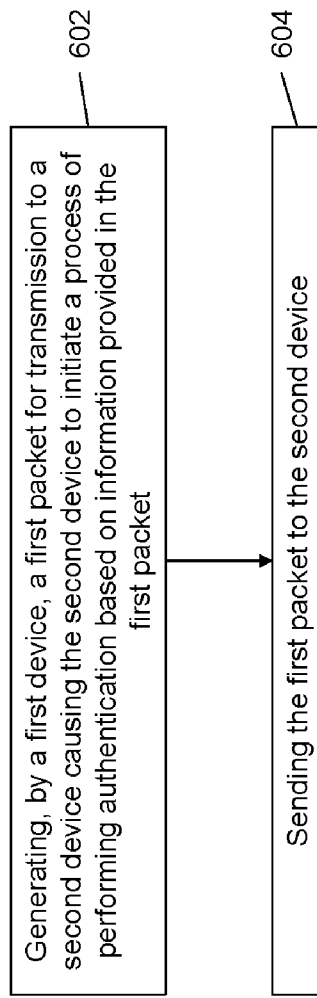 602
Generating, by a first device, a first packet for transmission to a
second device causing the second device to initiate a process of
performing authentication based on information provided in the
first packet
604
Sending the first packet to the second device